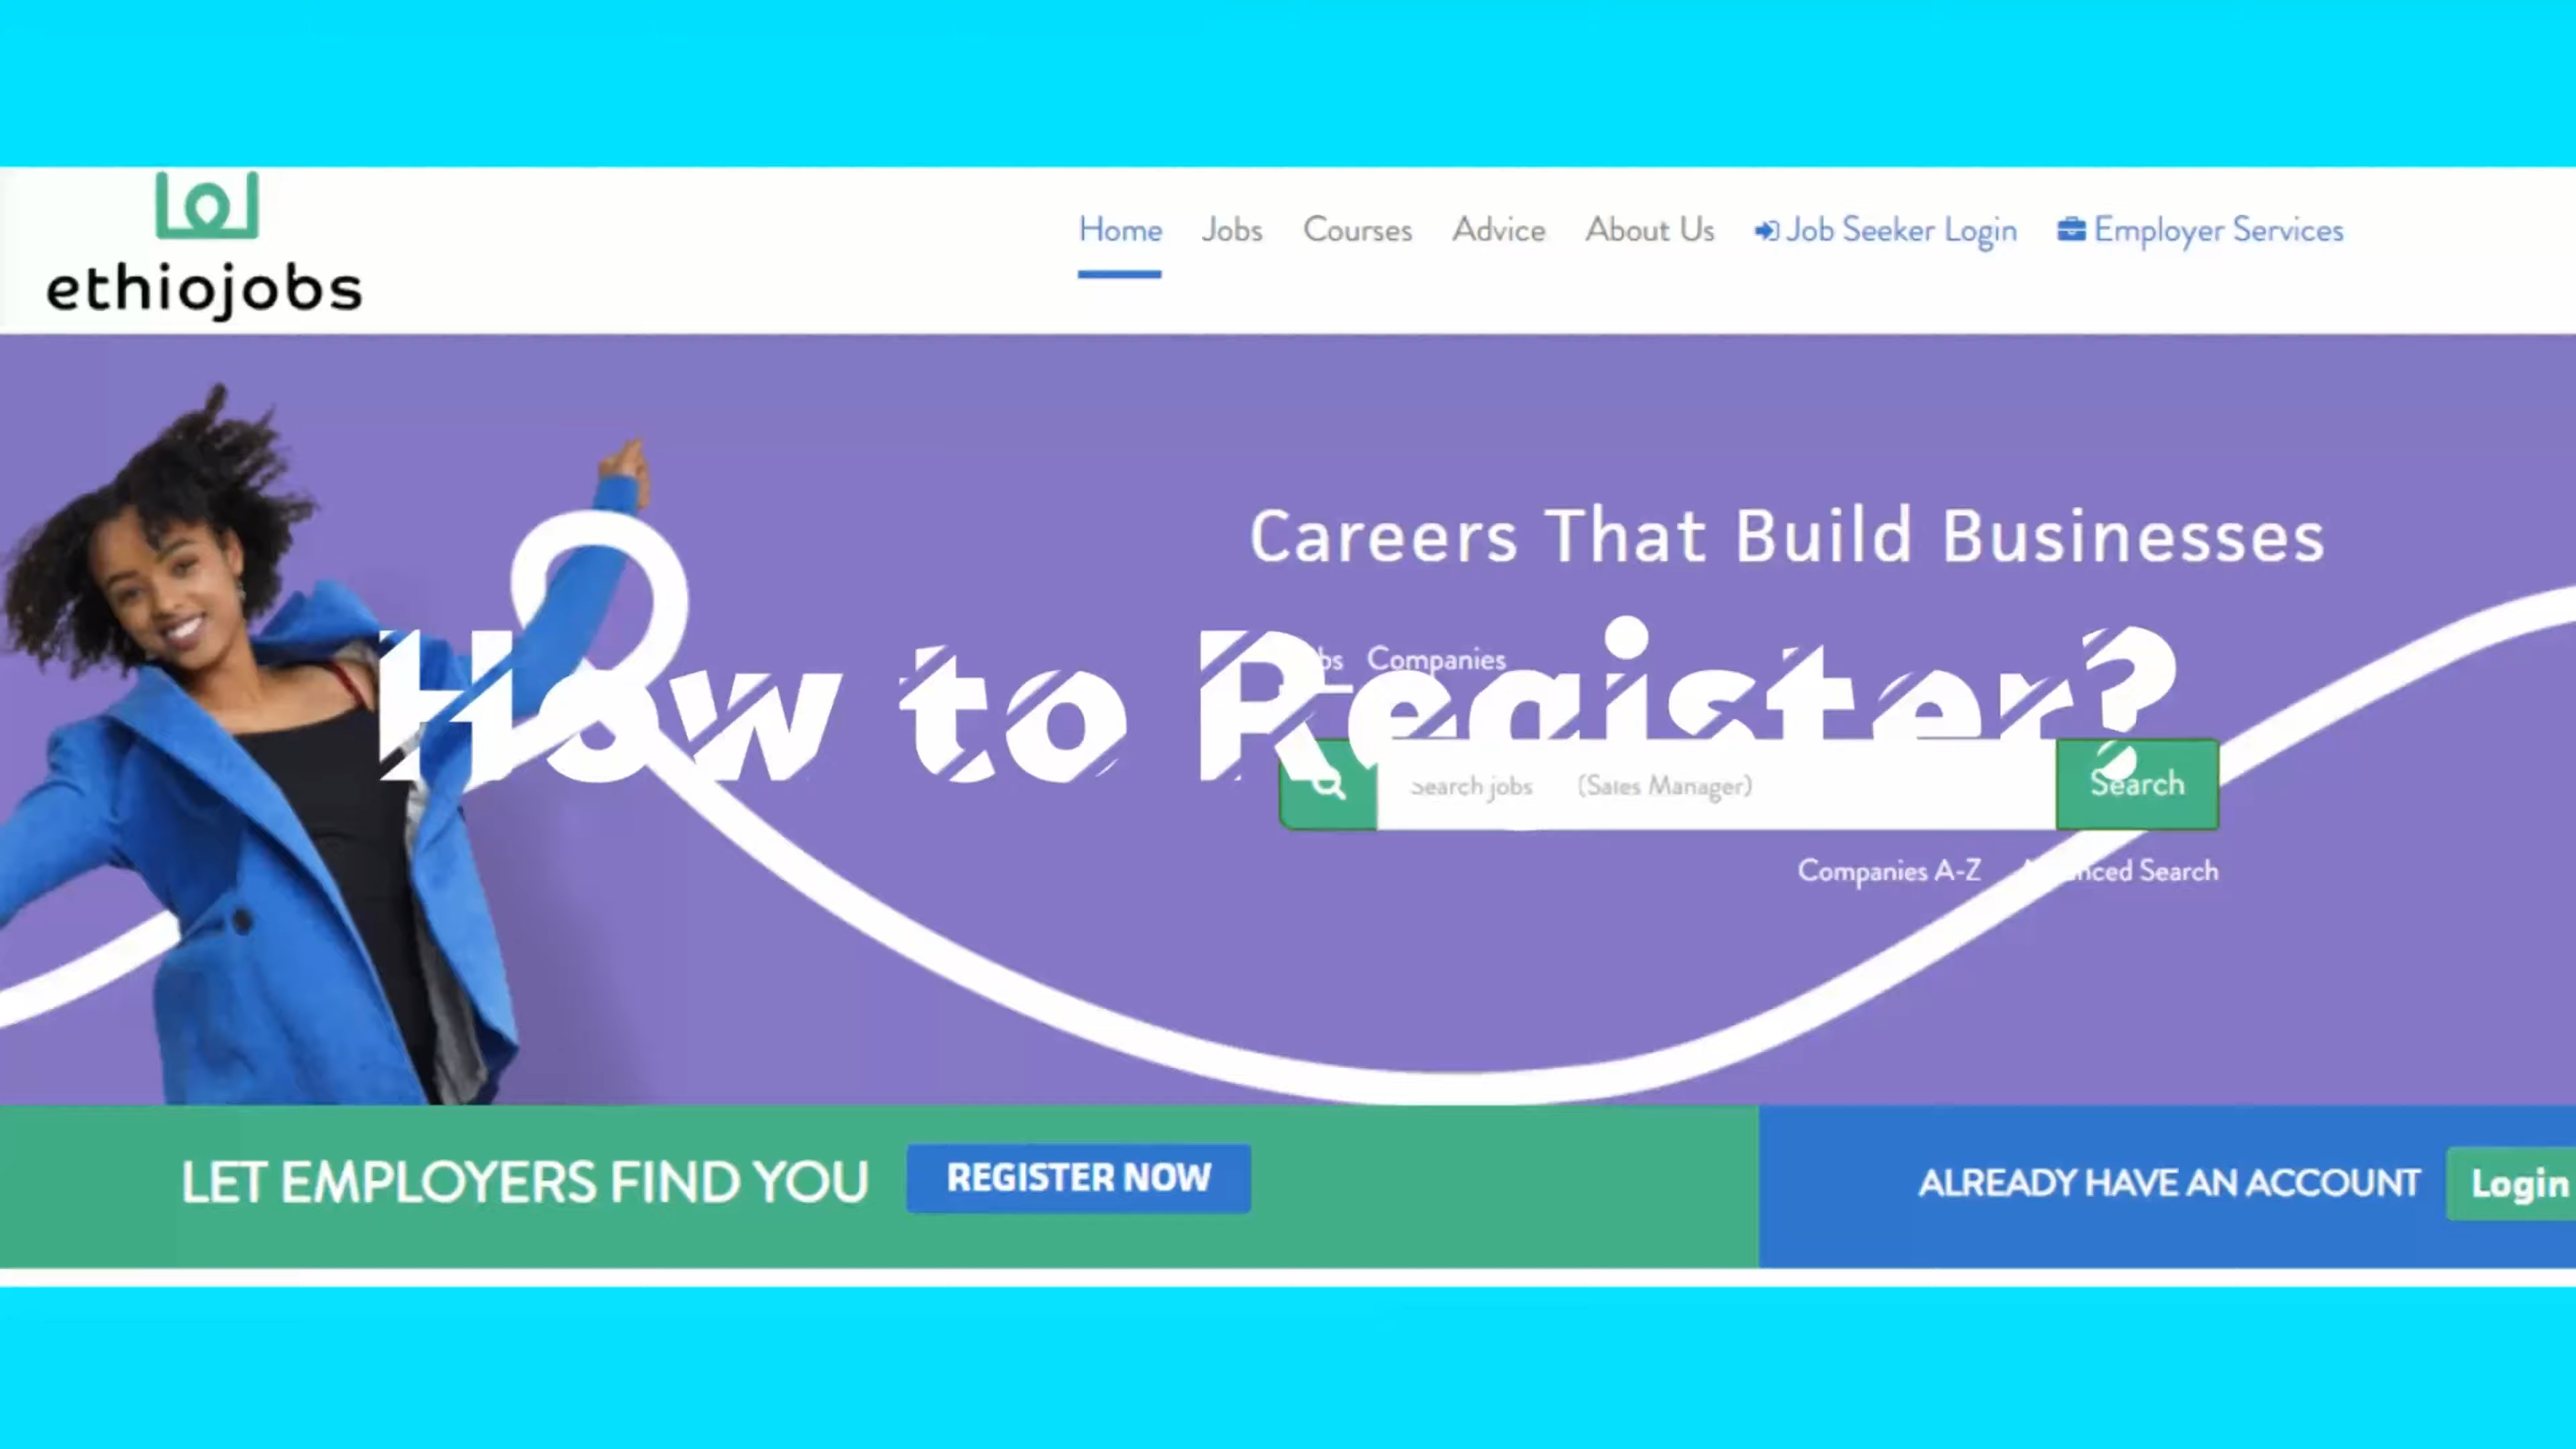 ethiojobs
Home Jobs Courses Advice About Us Job Seeker Login Employer Services
Careers That Build Businesses
Companies
How to Register?
Search jobs (Sales Manager) Search
Companies A-Z Search
LET EMPLOYERS FIND YOU REGISTER NOW
ALREADY HAVE AN ACCOUNT Login